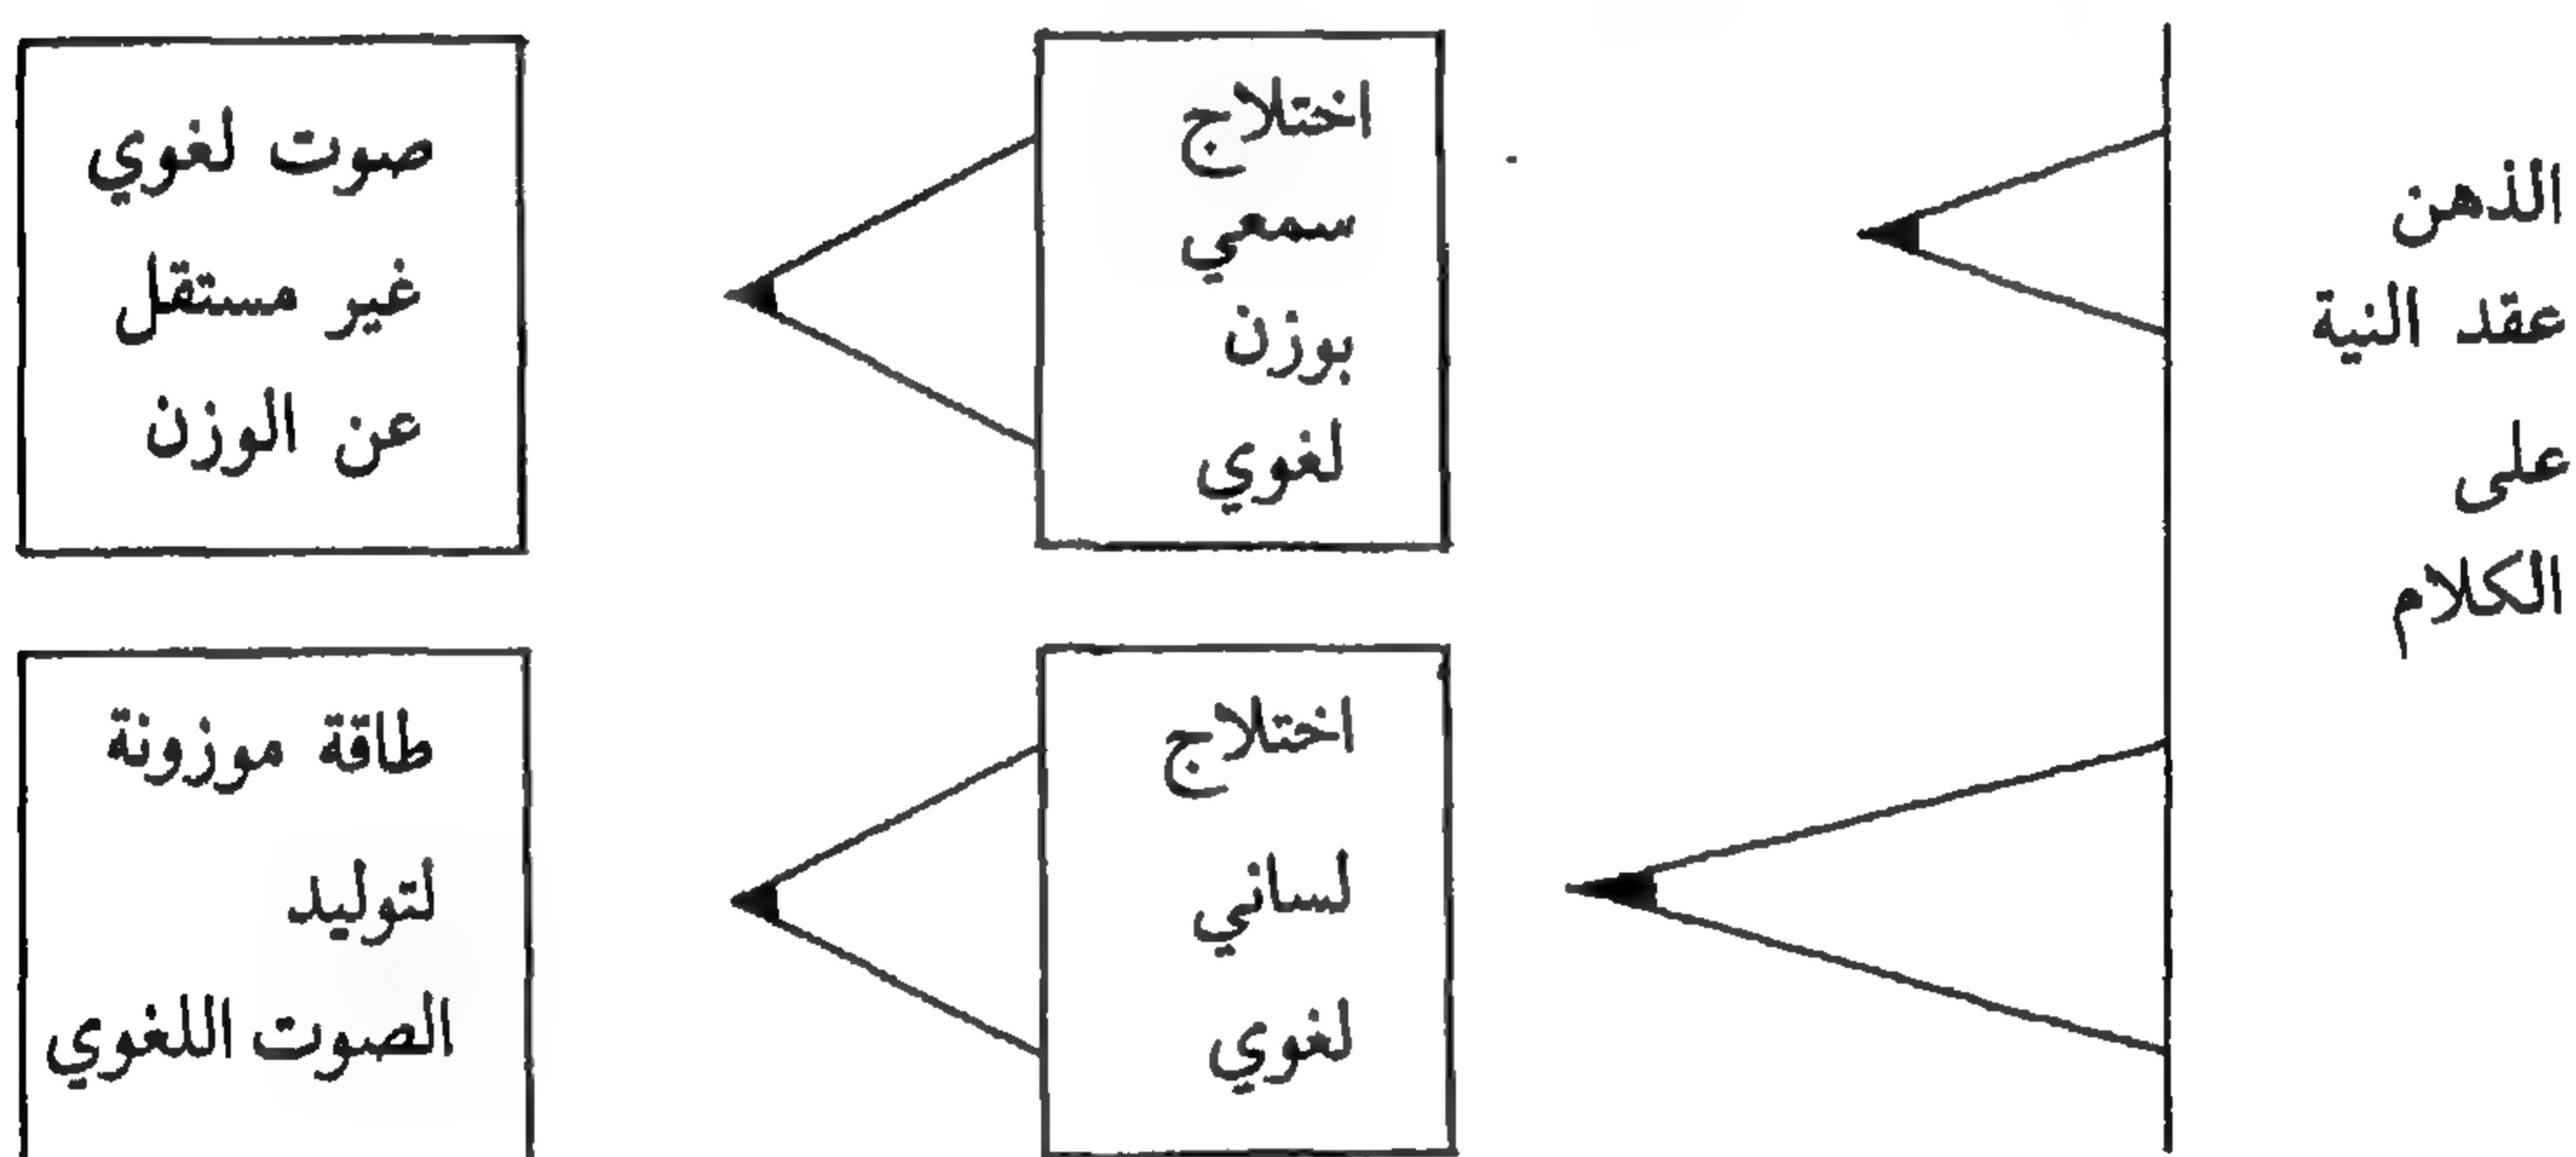 الذهن
عقد النية
على
الكلام
اختلاج
سمعي
بوزن
لغوي
صوت لغوي
غير مستقل
عن الوزن
اختلاج
لساني
لغوي
طاقة موزونة
لتوليد
الصوت اللغوي